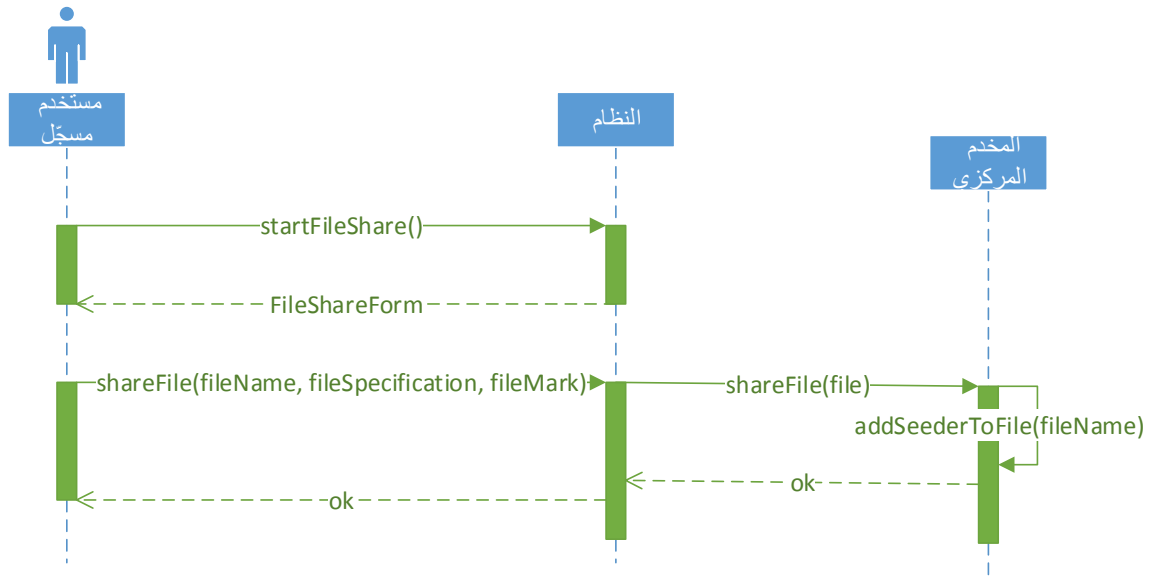 مستخدم
مسجّل
النظام
المخدم
المركزي
startFileShare()
FileShareForm
shareFile(fileName, fileSpecification, fileMark)
shareFile(file)
addSeederToFile(fileName)
ok
ok